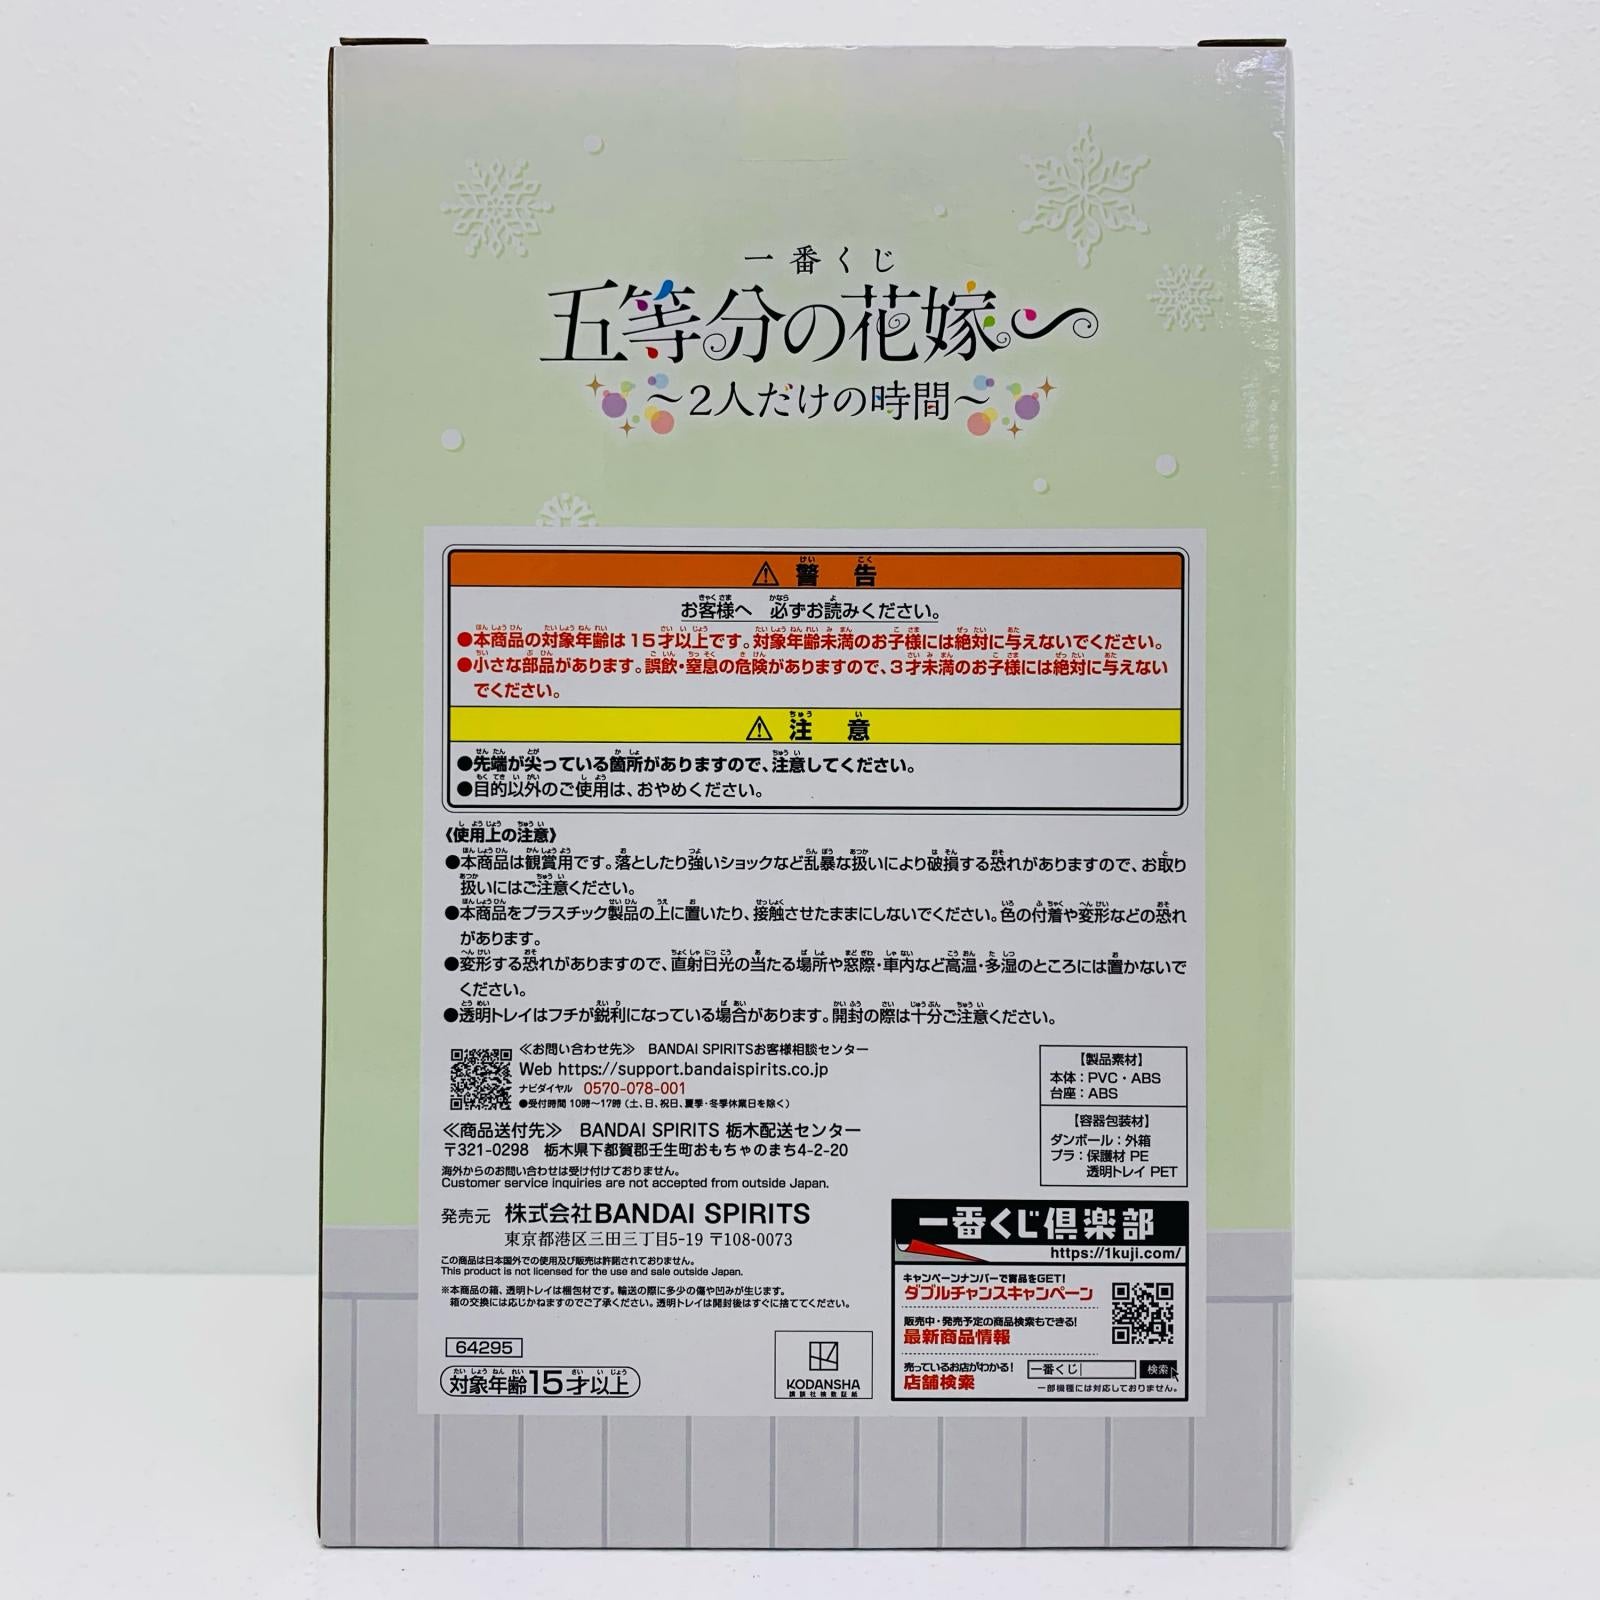 一番くじ
五等分の花嫁∽
～2人だけの時間～
⚠ 警告
お客様へ 必ずお読みください。
●本商品の対象年齢は15才以上です。対象年齢未満のお子様には絶対に与えないでください。
●小さな部品があります。誤飲・窒息の危険がありますので、3才未満のお子様には絶対に与えない
でください。
⚠ 注意
●先端が尖っている箇所がありますので、注意してください。
●目的以外のご使用は、おやめください。
《使用上の注意》
●本商品は観賞用です。落としたり強いショックなど乱暴な扱いにより破損する恐れがありますので、お取り
扱いにはご注意ください。
●本商品をプラスチック製品の上に置いたり、接触させたままにしないでください。色の付着や変形などの恐れ
があります。
●変形する恐れがありますので、直射日光の当たる場所や窓際・車内など高温・多湿のところには置かないで
ください。
●透明トレイはフチが鋭利になっている場合があります。開封の際は十分ご注意ください。
≪お問い合わせ先≫ BANDAI SPIRITSお客様相談センター
Web https://support.bandaispirits.co.jp
ナビダイヤル 0570-078-001
●受付時間 10時～17時（土、日、祝日、夏季・冬季休業日を除く）
≪商品送付先≫ BANDAI SPIRITS 栃木配送センター
〒321-0298 栃木県下都賀郡壬生町おもちゃのまち4-2-20
海外からのお問い合わせは受け付けておりません。
Customer service inquiries are not accepted from outside Japan.
【製品素材】
本体：PVC・ABS
台座：ABS
【容器包装材】
ダンボール：外箱
プラ：保護材 PE
透明トレイ PET
発売元 株式会社BANDAI SPIRITS
東京都港区三田三丁目5-19 〒108-0073
この商品は日本国外での使用及び販売は許諾されておりません。
This product is not licensed for the use and sale outside Japan.
※本商品の箱、透明トレイは梱包材です。輸送の際に多少の傷や凹みが生じます。
箱の交換には応じかねますのでご了承ください。透明トレイは開封後はすぐに捨ててください。
64295
対象年齢15才以上
KODANSHA
講談社検数証紙
一番くじ倶楽部
https://1kuji.com/
キャンペーンナンバーで賞品をGET!
ダブルチャンスキャンペーン
販売中・発売予定の商品検索もできる!
最新商品情報
売っているお店がわかる!
店舗検索
一番くじ 検索
一部機種には対応しておりません。